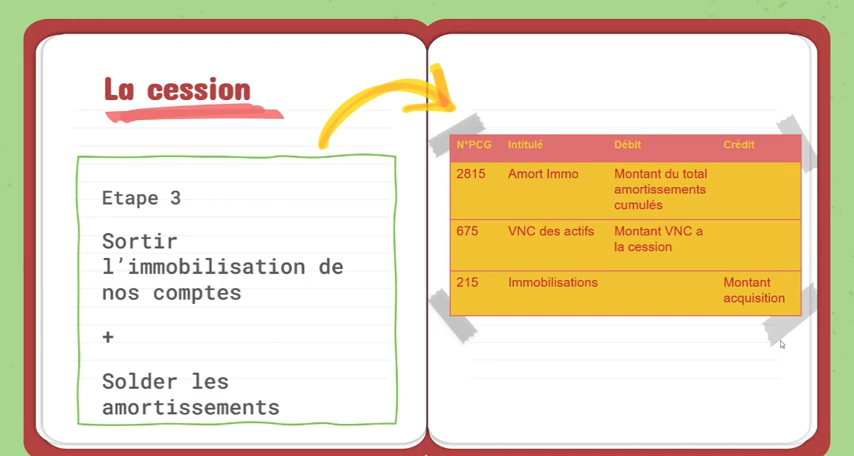 La cession
Etape 3
Sortir
l’immobilisation de
nos comptes
+
Solder les
amortissements
N°PCG Intitulé Débit Crédit
2815 Amort Immo Montant du total
amortissements
cumulés
675 VNC des actifs Montant VNC a
la cession
215 Immobilisations Montant
acquisition